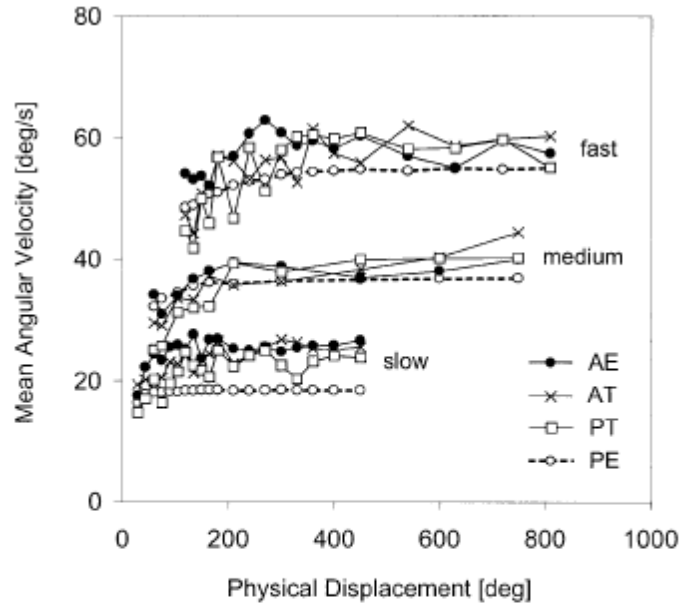 80
60
40
20
0
0 200 400 600 800 1000
Mean Angular Velocity [deg/s]
Physical Displacement [deg]
fast
medium
slow
AE
AT
PT
PE